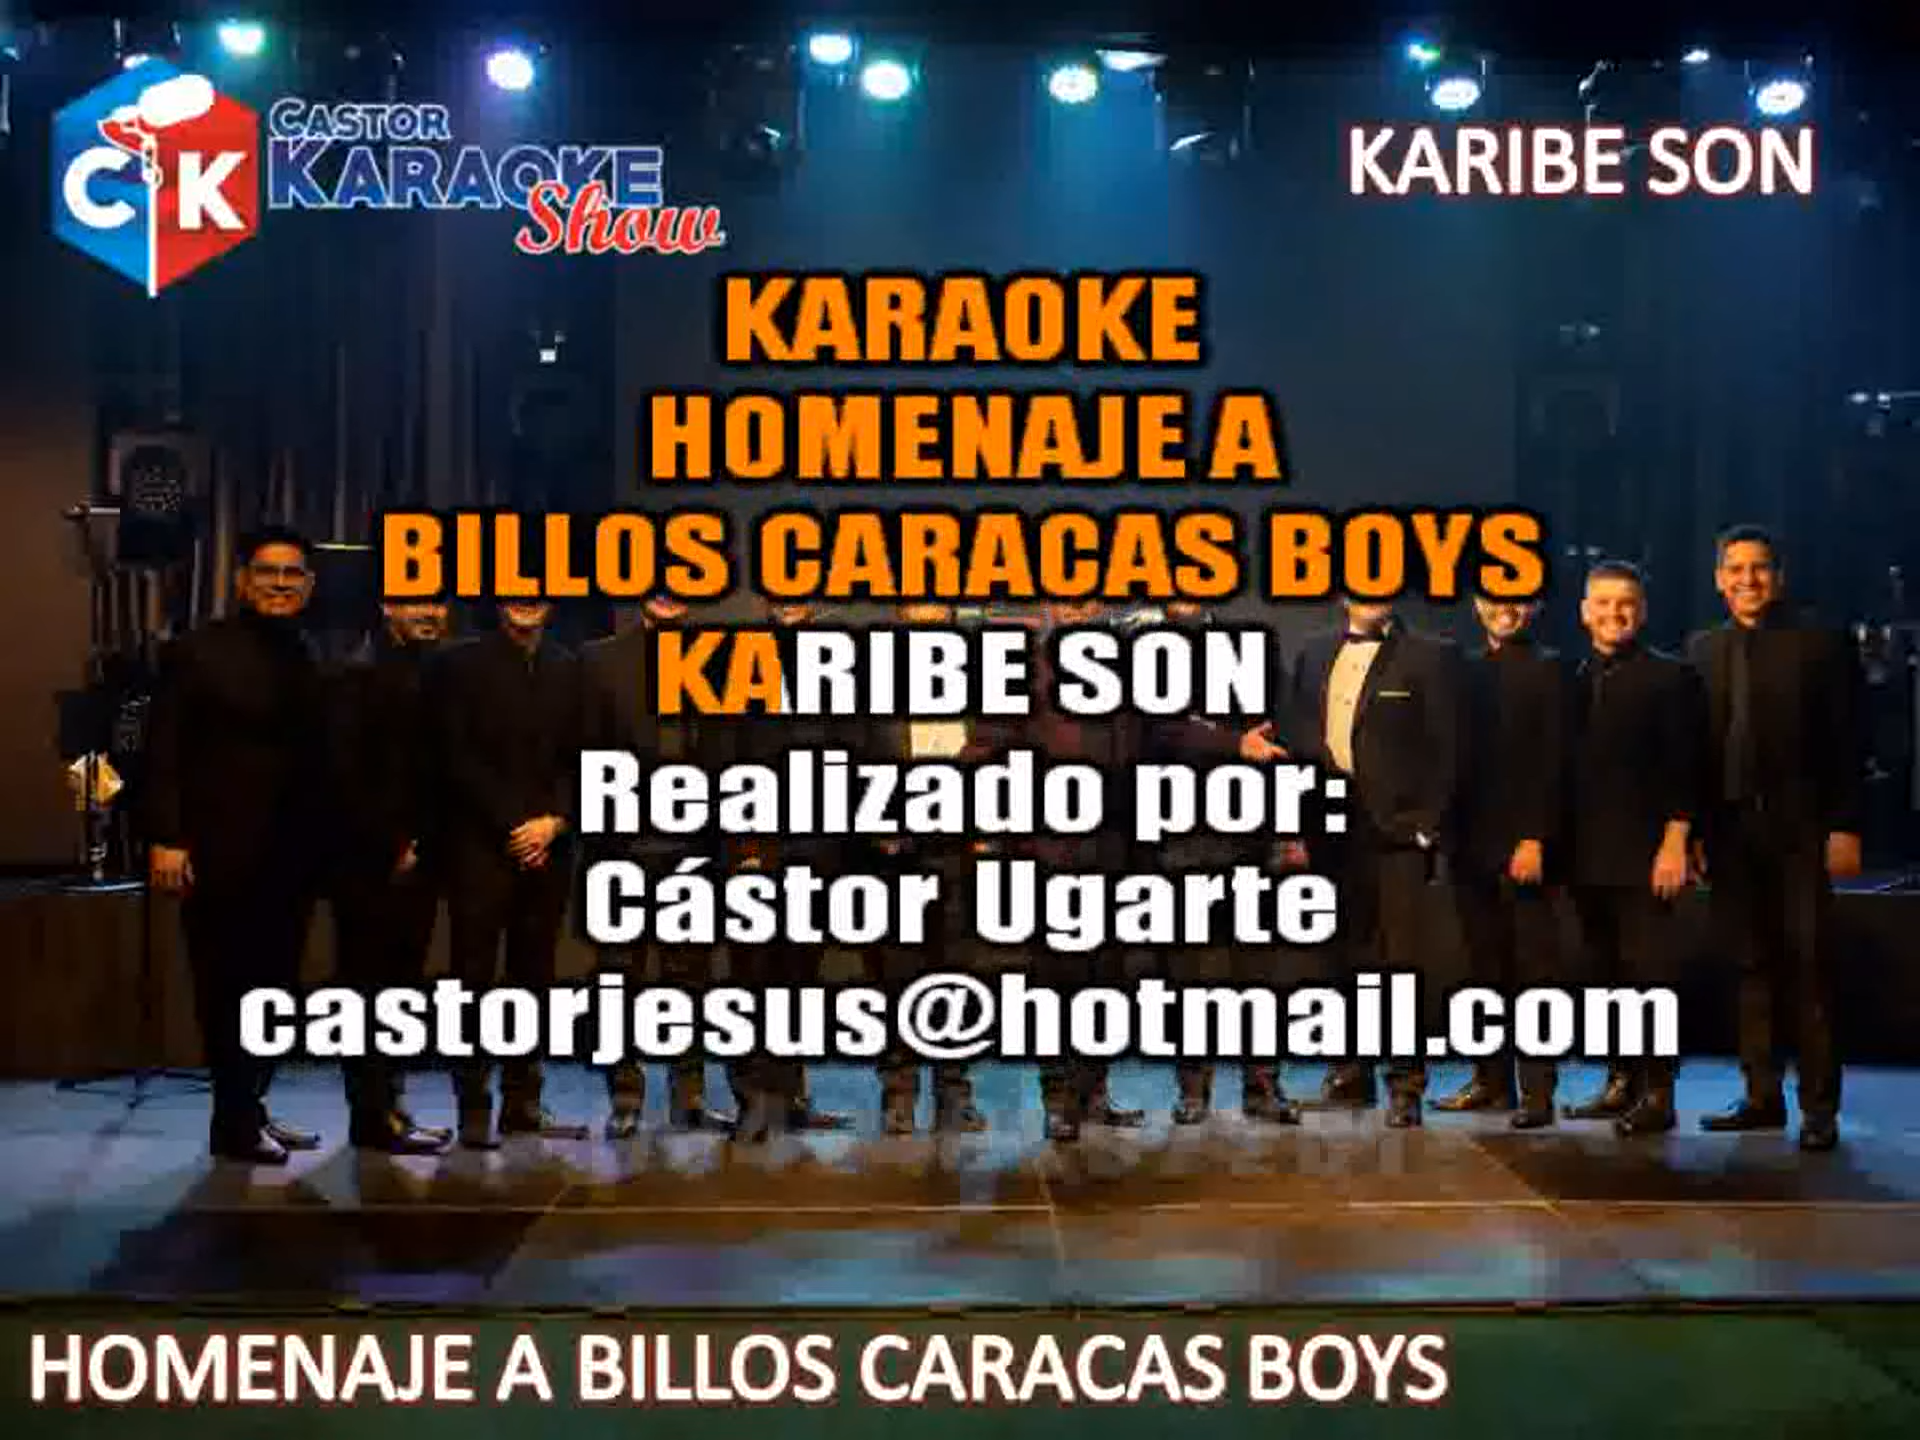 CK
CASTOR
KARAOKE
Show
KARIBE SON
KARAOKE
HOMENAJE A
BILLOS CARACAS BOYS
KARIBE SON
Realizado por:
Cástor Ugarte
castorjesus@hotmail.com
HOMENAJE A BILLOS CARACAS BOYS